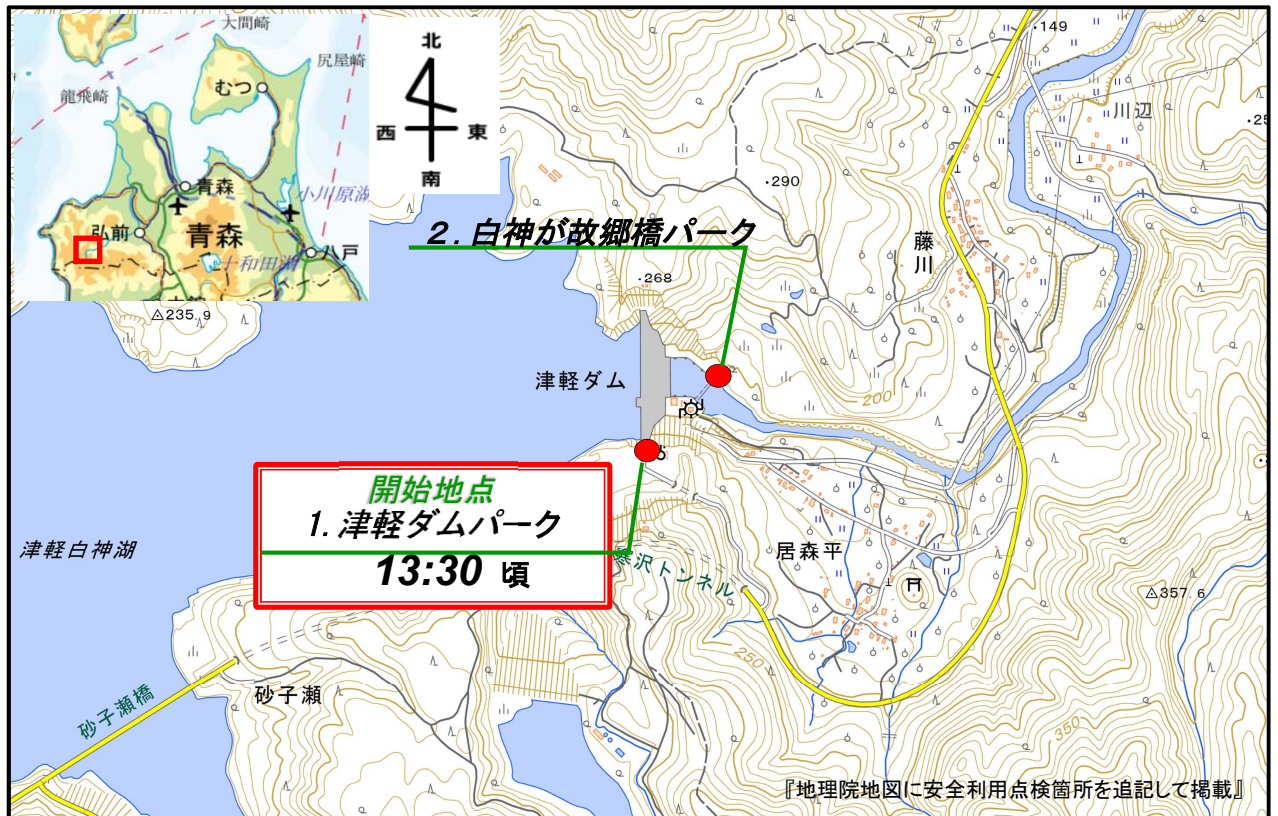 大間崎
尻屋崎
龍飛崎
むつ
青森
小川原湖
弘前
青森
八戸
十和田湖
北
西
東
南
2.白神が故郷橋パーク
・149
川辺
・290
藤川
・268
△235.9
津軽ダム
200
開始地点
1.津軽ダムパーク
13:30 頃
津軽白神湖
寒沢トンネル
居森平
△357.6
250
砂子瀬
砂子瀬橋
350
『地理院地図に安全利用点検箇所を追記して掲載』